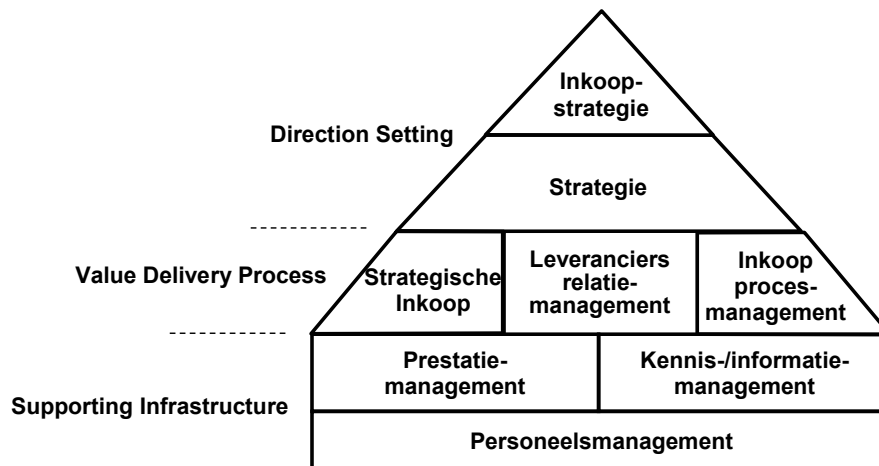 Inkoop-
strategie
Direction Setting
Strategie
Value Delivery Process
Strategische
Inkoop
Leveranciers
relatie-
management
Inkoop
proces-
management
Supporting Infrastructure
Prestatie-
management
Kennis-/informatie-
management
Personeelsmanagement